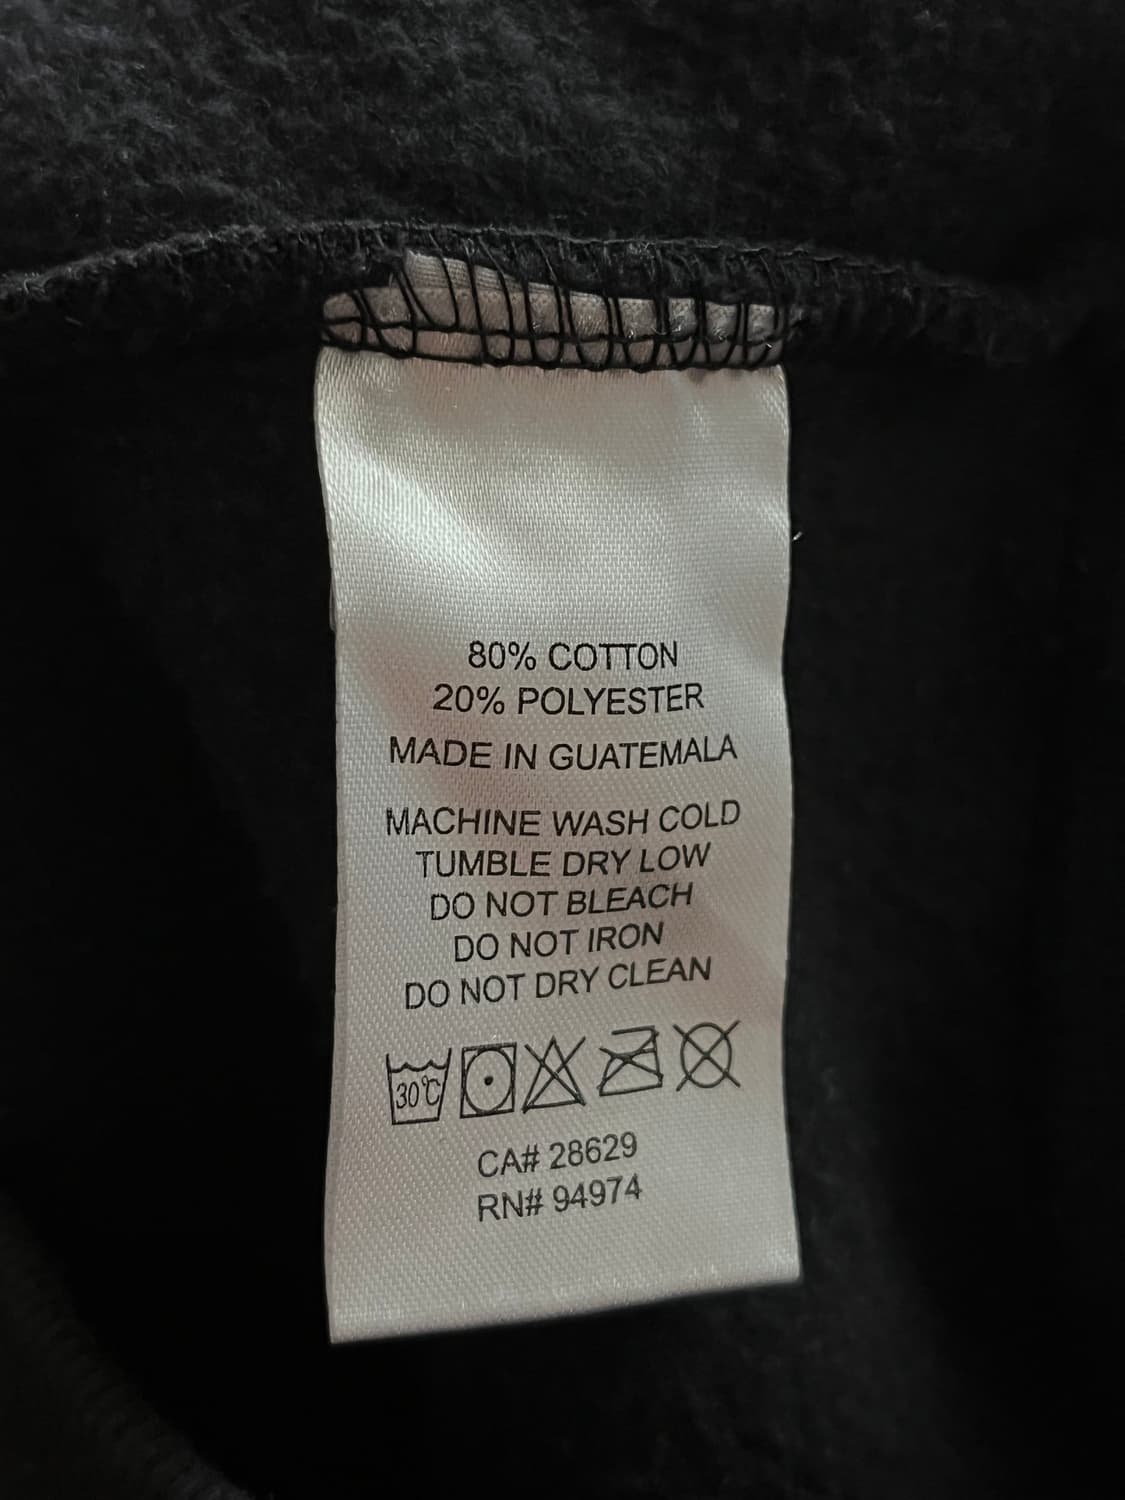 80% COTTON
20% POLYESTER
MADE IN GUATEMALA
MACHINE WASH COLD
TUMBLE DRY LOW
DO NOT BLEACH
DO NOT IRON
DO NOT DRY CLEAN
30°C
CA# 28629
RN# 94974